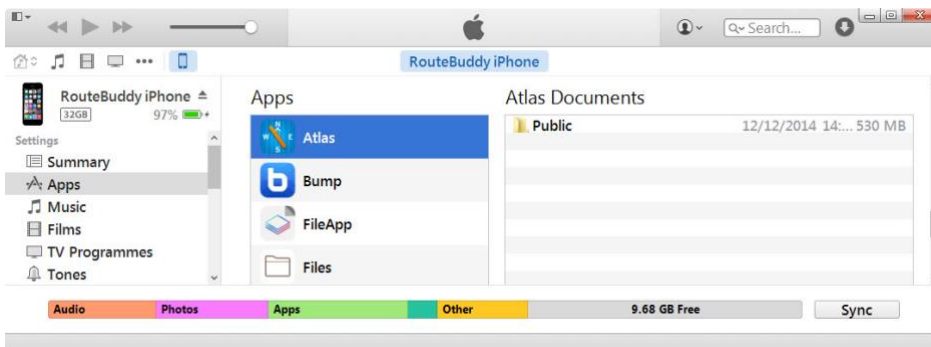 Search...
RouteBuddy iPhone
RouteBuddy iPhone
32GB 97%
Settings
Summary
Apps
Music
Films
TV Programmes
Tones
Apps
Atlas
Bump
FileApp
Files
Atlas Documents
Public 12/12/2014 14:... 530 MB
Audio Photos Apps Other 9.68 GB Free Sync